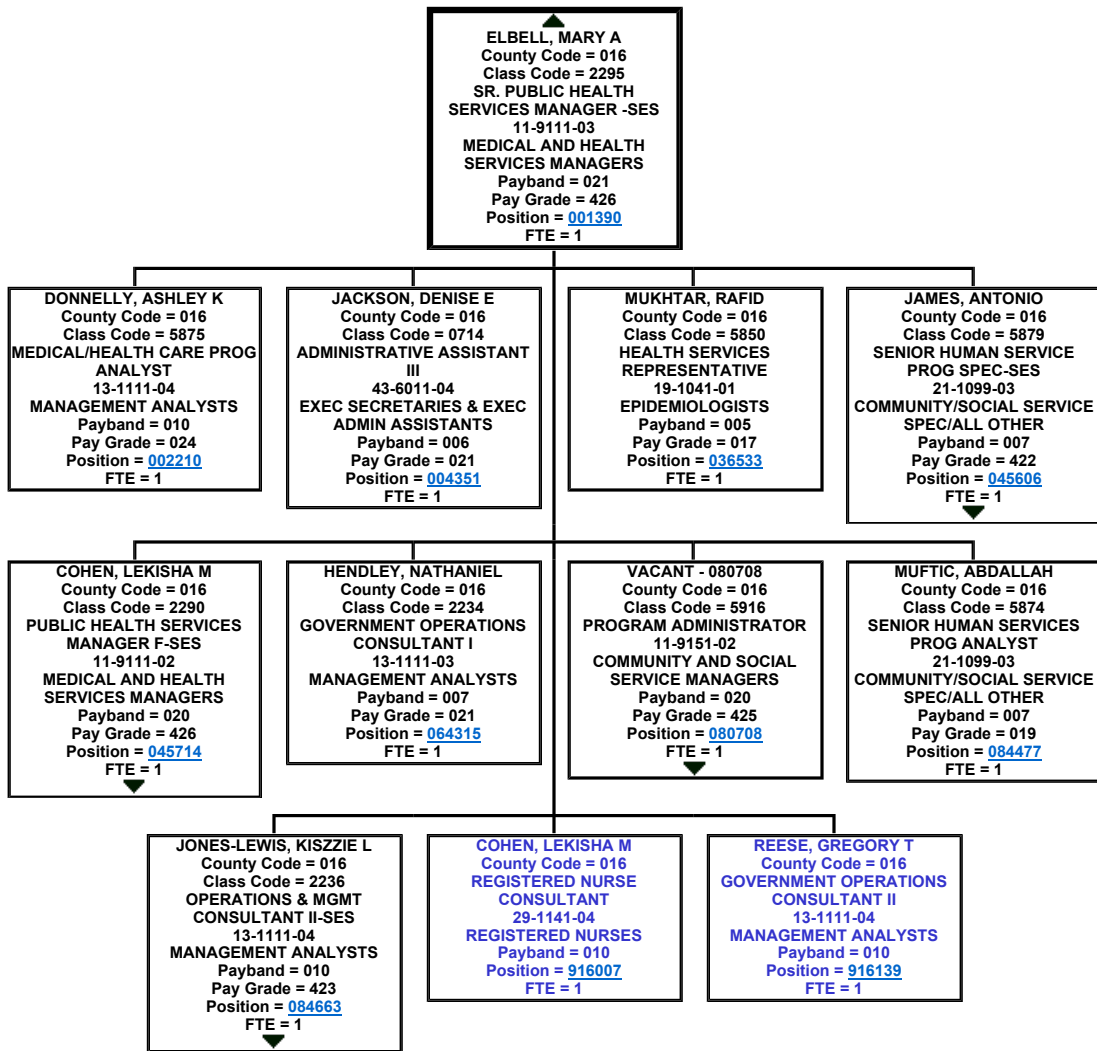 ELBELL, MARY A
County Code = 016
Class Code = 2295
SR. PUBLIC HEALTH
SERVICES MANAGER -SES
11-9111-03
MEDICAL AND HEALTH
SERVICES MANAGERS
Payband = 021
Pay Grade = 426
Position = 001390
FTE = 1
DONNELLY, ASHLEY K
County Code = 016
Class Code = 5875
MEDICAL/HEALTH CARE PROG
ANALYST
13-1111-04
MANAGEMENT ANALYSTS
Payband = 010
Pay Grade = 024
Position = 002210
FTE = 1
JACKSON, DENISE E
County Code = 016
Class Code = 0714
ADMINISTRATIVE ASSISTANT
III
43-6011-04
EXEC SECRETARIES & EXEC
ADMIN ASSISTANTS
Payband = 006
Pay Grade = 021
Position = 004351
FTE = 1
MUKHTAR, RAFID
County Code = 016
Class Code = 5850
HEALTH SERVICES
REPRESENTATIVE
19-1041-01
EPIDEMIOLOGISTS
Payband = 005
Pay Grade = 017
Position = 036533
FTE = 1
JAMES, ANTONIO
County Code = 016
Class Code = 5879
SENIOR HUMAN SERVICE
PROG SPEC-SES
21-1099-03
COMMUNITY/SOCIAL SERVICE
SPEC/ALL OTHER
Payband = 007
Pay Grade = 422
Position = 045606
FTE = 1
COHEN, LEKISHA M
County Code = 016
Class Code = 2290
PUBLIC HEALTH SERVICES
MANAGER F-SES
11-9111-02
MEDICAL AND HEALTH
SERVICES MANAGERS
Payband = 020
Pay Grade = 426
Position = 045714
FTE = 1
HENDLEY, NATHANIEL
County Code = 016
Class Code = 2234
GOVERNMENT OPERATIONS
CONSULTANT I
13-1111-03
MANAGEMENT ANALYSTS
Payband = 007
Pay Grade = 021
Position = 064315
FTE = 1
VACANT - 080708
County Code = 016
Class Code = 5916
PROGRAM ADMINISTRATOR
11-9151-02
COMMUNITY AND SOCIAL
SERVICE MANAGERS
Payband = 020
Pay Grade = 425
Position = 080708
FTE = 1
MUFTIC, ABDALLAH
County Code = 016
Class Code = 5874
SENIOR HUMAN SERVICES
PROG ANALYST
21-1099-03
COMMUNITY/SOCIAL SERVICE
SPEC/ALL OTHER
Payband = 007
Pay Grade = 019
Position = 084477
FTE = 1
JONES-LEWIS, KISZZIE L
County Code = 016
Class Code = 2236
OPERATIONS & MGMT
CONSULTANT II-SES
13-1111-04
MANAGEMENT ANALYSTS
Payband = 010
Pay Grade = 423
Position = 084663
FTE = 1
COHEN, LEKISHA M
County Code = 016
REGISTERED NURSE
CONSULTANT
29-1141-04
REGISTERED NURSES
Payband = 010
Position = 916007
FTE = 1
REESE, GREGORY T
County Code = 016
GOVERNMENT OPERATIONS
CONSULTANT II
13-1111-04
MANAGEMENT ANALYSTS
Payband = 010
Position = 916139
FTE = 1